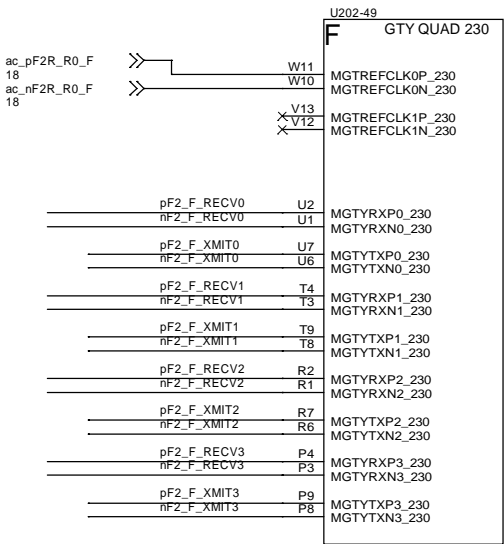 U202-49
F GTY QUAD 230
ac_pF2R_R0_F
18
W11 MGTREFCLK0P_230
ac_nF2R_R0_F
18
W10 MGTREFCLK0N_230
V13 MGTREFCLK1P_230
V12 MGTREFCLK1N_230
pF2_F_RECV0 U2 MGTYRXP0_230
nF2_F_RECV0 U1 MGTYRXN0_230
pF2_F_XMIT0 U7 MGTYTXP0_230
nF2_F_XMIT0 U6 MGTYTXN0_230
pF2_F_RECV1 T4 MGTYRXP1_230
nF2_F_RECV1 T3 MGTYRXN1_230
pF2_F_XMIT1 T9 MGTYTXP1_230
nF2_F_XMIT1 T8 MGTYTXN1_230
pF2_F_RECV2 R2 MGTYRXP2_230
nF2_F_RECV2 R1 MGTYRXN2_230
pF2_F_XMIT2 R7 MGTYTXP2_230
nF2_F_XMIT2 R6 MGTYTXN2_230
pF2_F_RECV3 P4 MGTYRXP3_230
nF2_F_RECV3 P3 MGTYRXN3_230
pF2_F_XMIT3 P9 MGTYTXP3_230
nF2_F_XMIT3 P8 MGTYTXN3_230